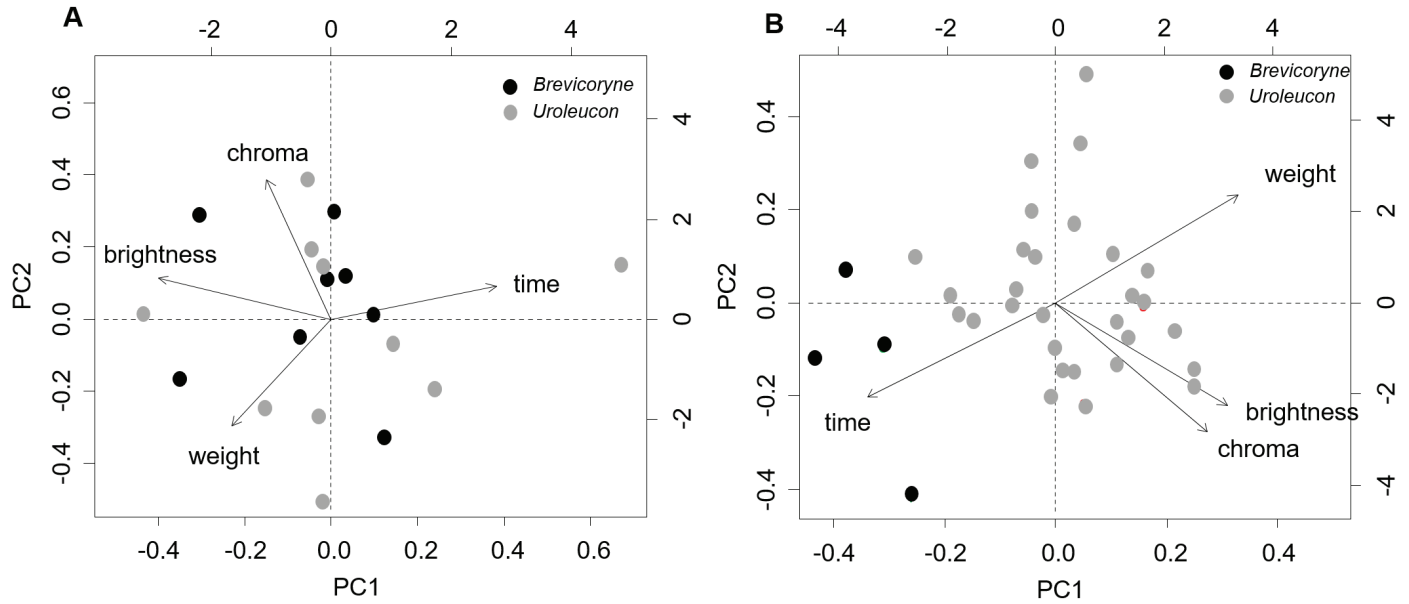 A
-2 0 2 4
Brevicoryne
Uroleucon
chroma
brightness
time
weight
PC2
-0.4 -0.2 0.0 0.2 0.4 0.6
-2 0 2 4
-0.4 -0.2 0.0 0.2 0.4 0.6
PC1
B
-4 -2 0 2 4
Brevicoryne
Uroleucon
weight
time
brightness
chroma
PC2
-0.4 -0.2 0.0 0.2 0.4
-4 -2 0 2 4
-0.4 -0.2 0.0 0.2 0.4
PC1